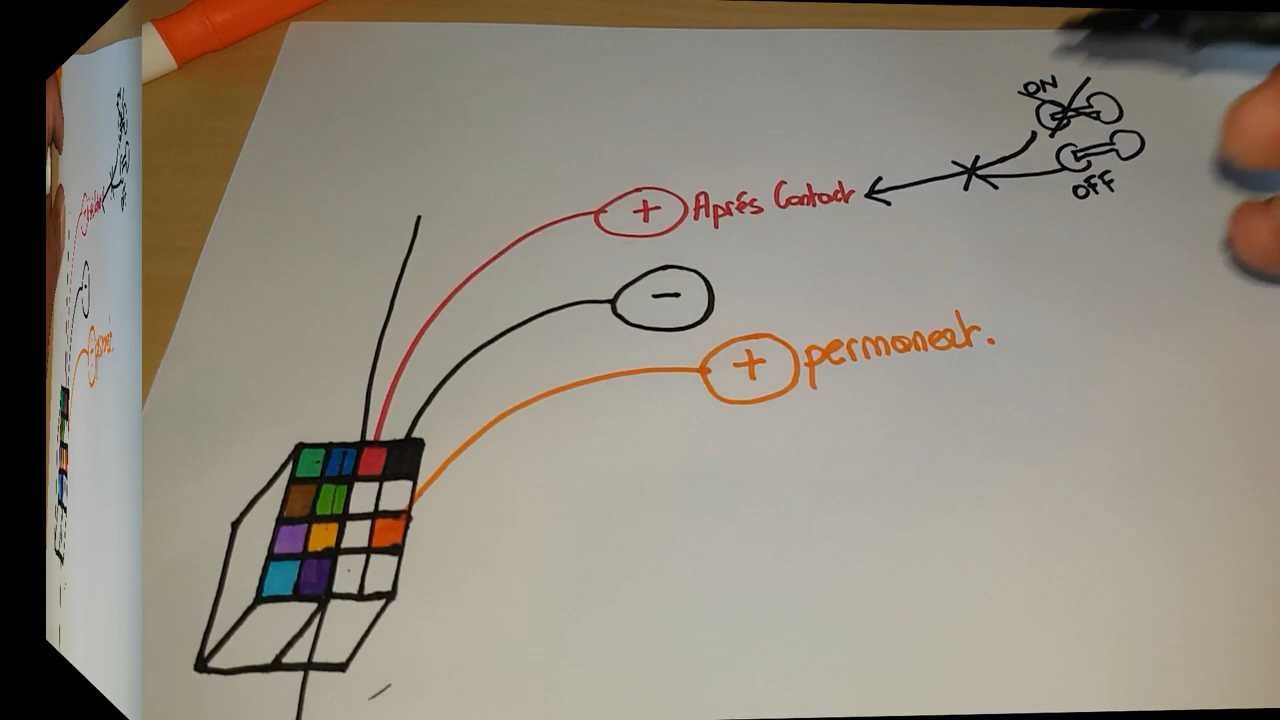 ON
OFF
+ Aprés Contact
-
+ permanent.